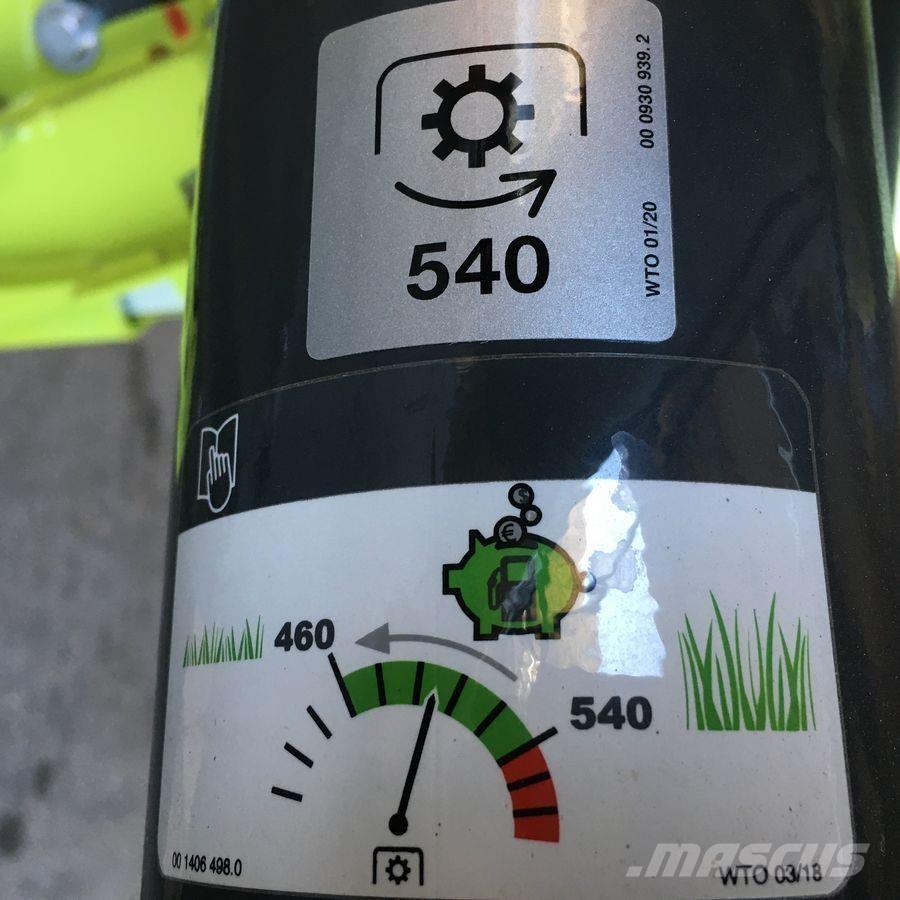 540
WTO 01/20
00 0930 939.2
$
€
460
540
00 1406 498.0
WTO 03/18
.MASCUS